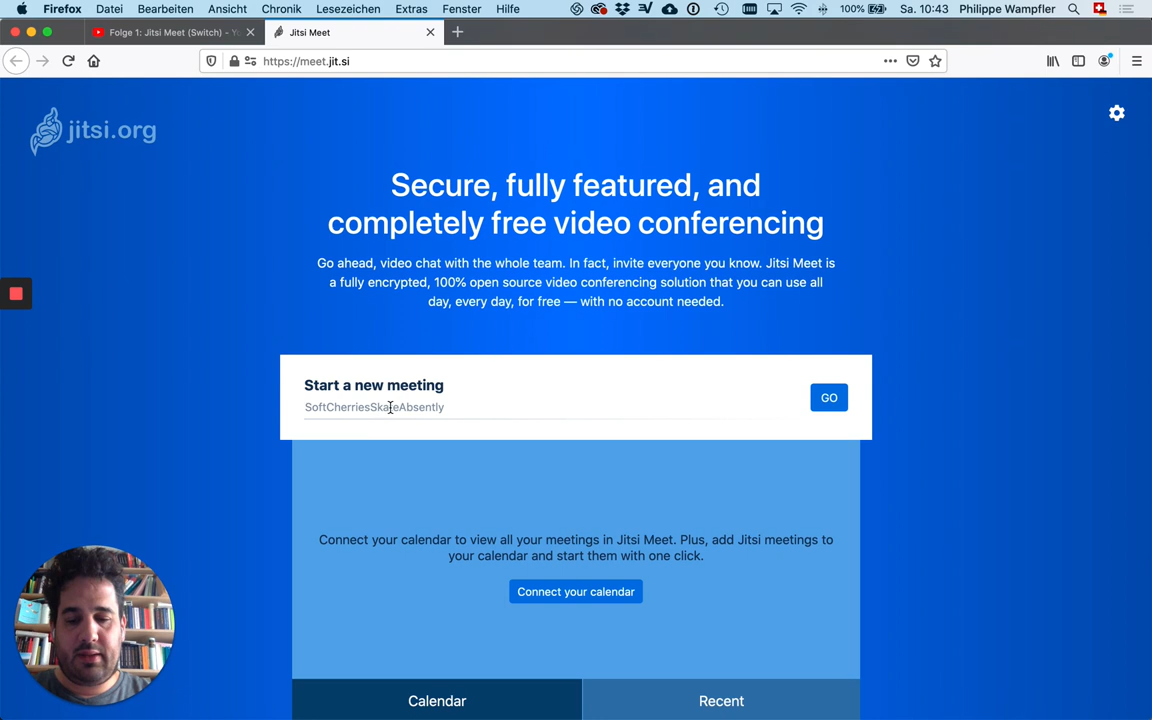 Firefox Datei Bearbeiten Ansicht Chronik Lesezeichen Extras Fenster Hilfe 100% Sa. 10:43 Philippe Wampfler
Folge 1: Jitsi Meet (Switch) - Y
Jitsi Meet
https://meet.jit.si
jitsi.org
Secure, fully featured, and
completely free video conferencing
Go ahead, video chat with the whole team. In fact, invite everyone you know. Jitsi Meet is
a fully encrypted, 100% open source video conferencing solution that you can use all
day, every day, for free — with no account needed.
Start a new meeting
SoftCherriesSkateAbsently
GO
Connect your calendar to view all your meetings in Jitsi Meet. Plus, add Jitsi meetings to
your calendar and start them with one click.
Connect your calendar
Calendar Recent